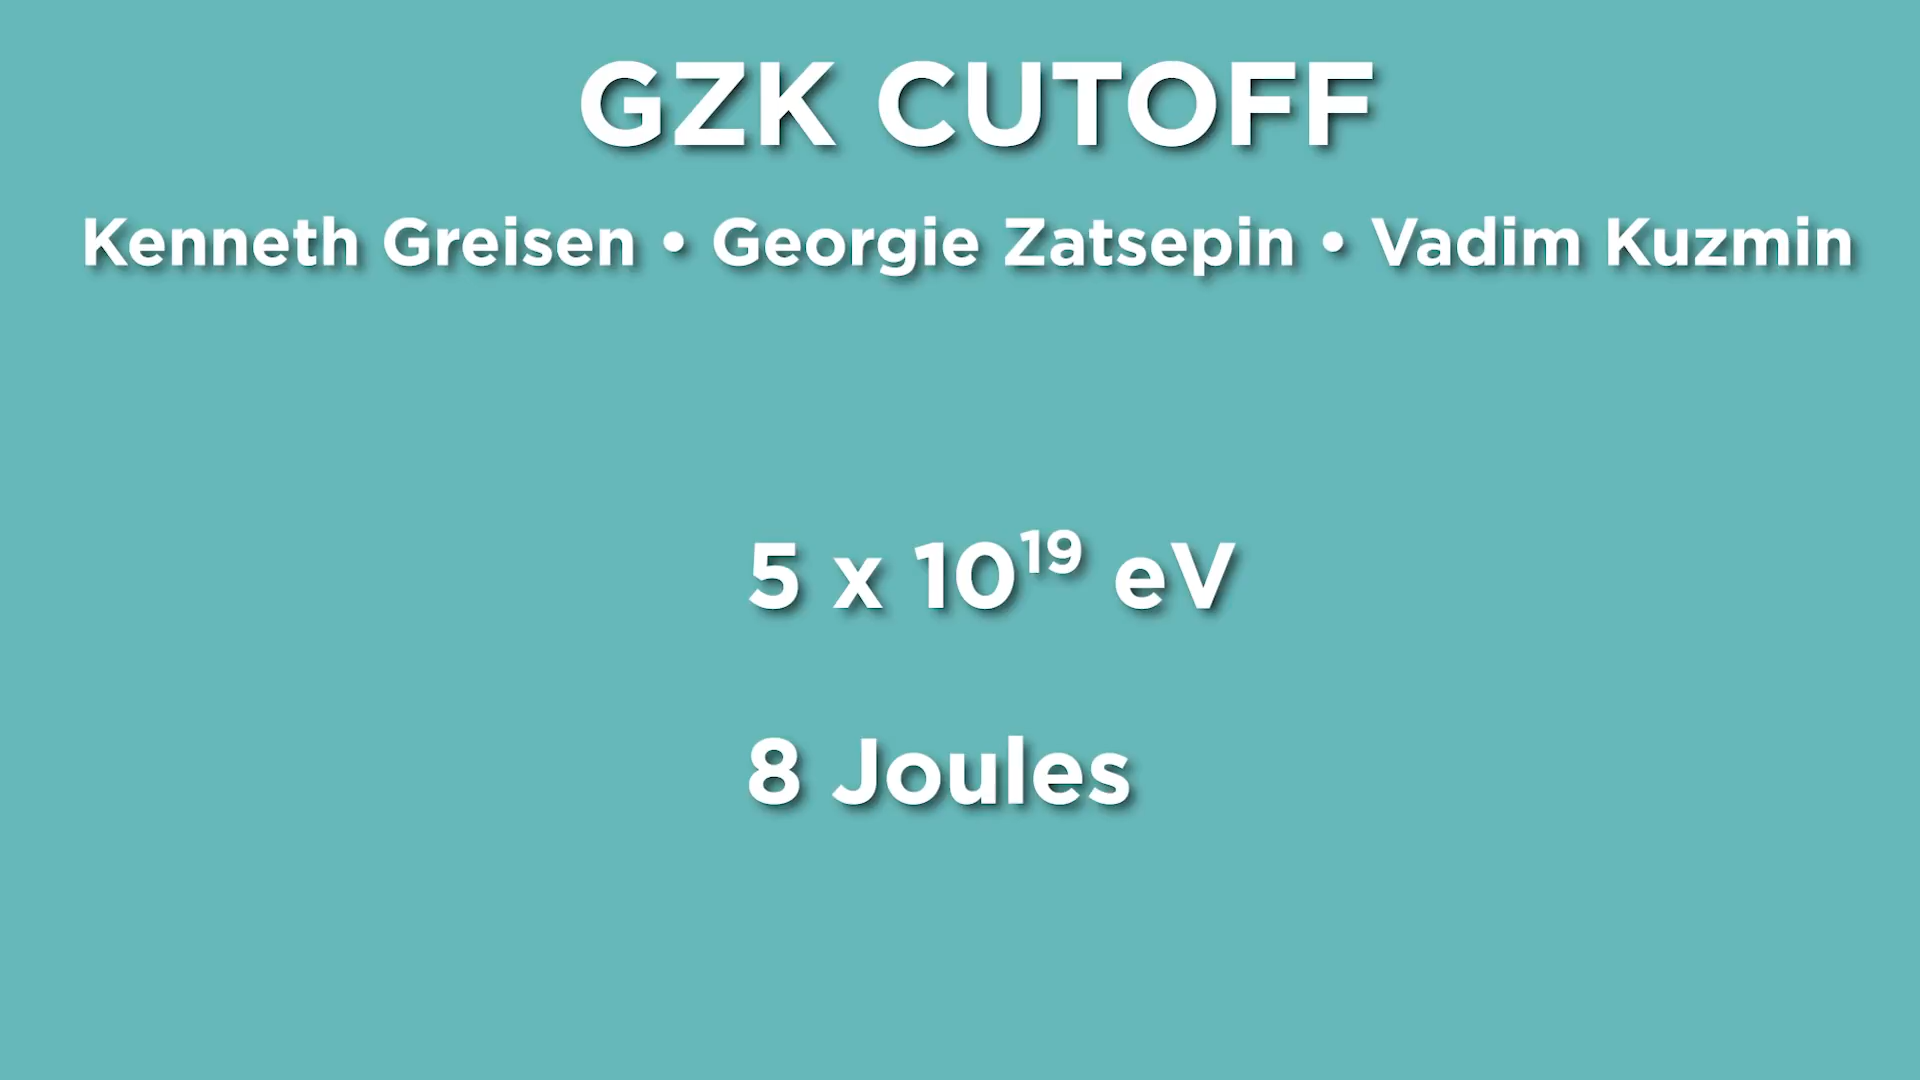 GZK CUTOFF
Kenneth Greisen • Georgie Zatsepin • Vadim Kuzmin
5 x 10¹⁹ eV
8 Joules